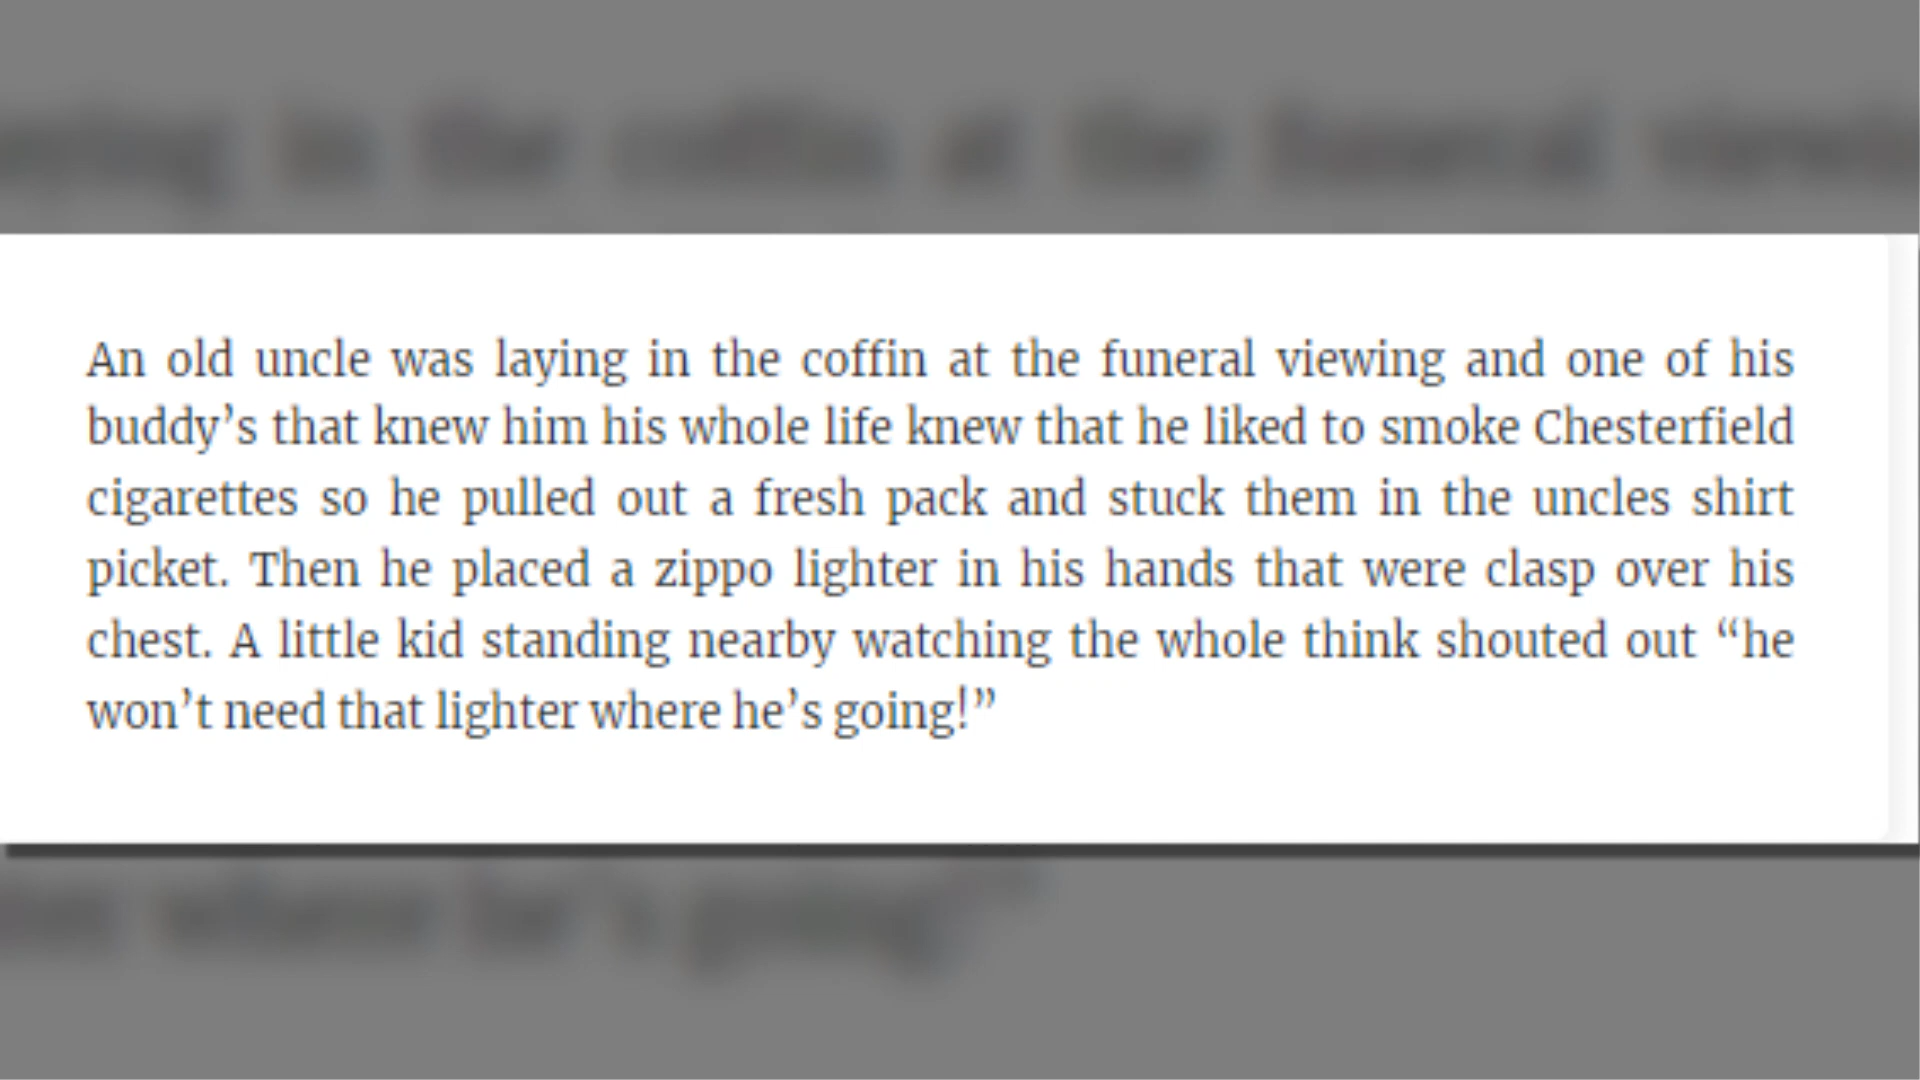 An old uncle was laying in the coffin at the funeral viewing and one of his
buddy’s that knew him his whole life knew that he liked to smoke Chesterfield
cigarettes so he pulled out a fresh pack and stuck them in the uncles shirt
picket. Then he placed a zippo lighter in his hands that were clasp over his
chest. A little kid standing nearby watching the whole think shouted out “he
won’t need that lighter where he’s going!”